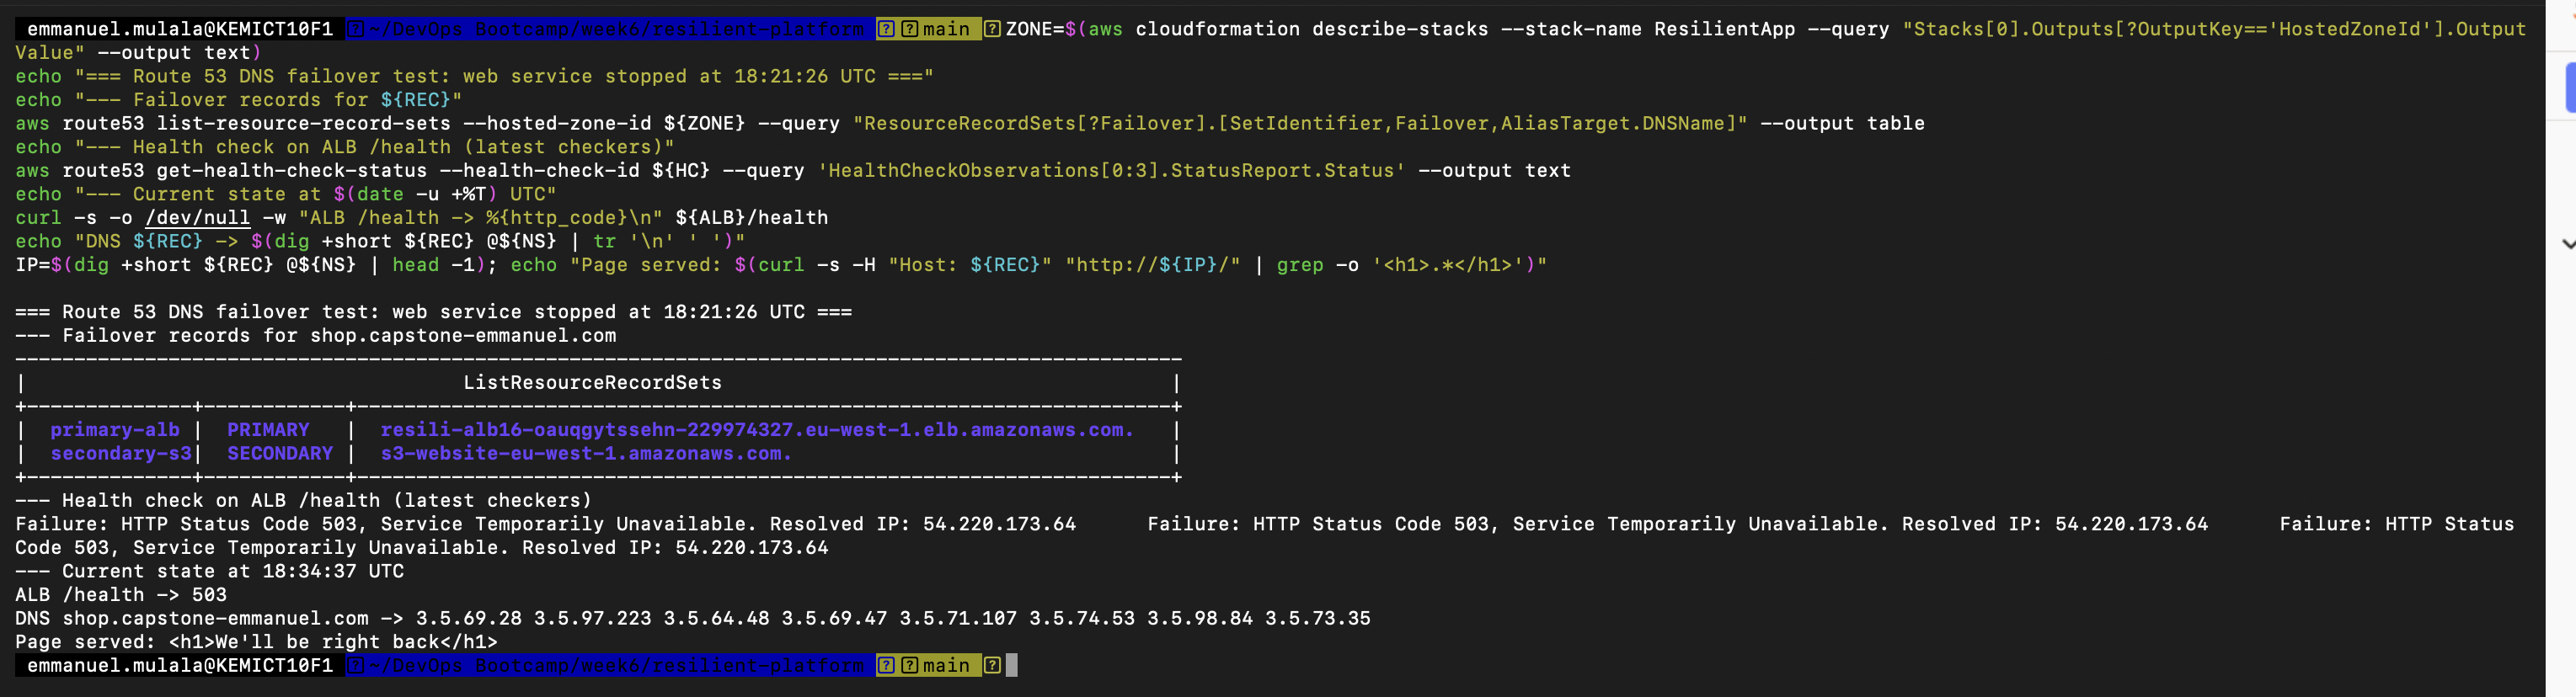 emmanuel.mulala@KEMICT10F1 ~/DevOps Bootcamp/week6/resilient-platform main ZONE=$(aws cloudformation describe-stacks --stack-name ResilientApp --query "Stacks[0].Outputs[?OutputKey=='HostedZoneId'].Output
Value" --output text)
echo "=== Route 53 DNS failover test: web service stopped at 18:21:26 UTC ==="
echo "--- Failover records for ${REC}"
aws route53 list-resource-record-sets --hosted-zone-id ${ZONE} --query "ResourceRecordSets[?Failover].[SetIdentifier,Failover,AliasTarget.DNSName]" --output table
echo "--- Health check on ALB /health (latest checkers)"
aws route53 get-health-check-status --health-check-id ${HC} --query 'HealthCheckObservations[0:3].StatusReport.Status' --output text
echo "--- Current state at $(date -u +%T) UTC"
curl -s -o /dev/null -w "ALB /health -> %{http_code}\n" ${ALB}/health
echo "DNS ${REC} -> $(dig +short ${REC} @${NS} | tr '\n' ' ')"
IP=$(dig +short ${REC} @${NS} | head -1); echo "Page served: $(curl -s -H "Host: ${REC}" "http://${IP}/" | grep -o '<h1>.*</h1>')"
=== Route 53 DNS failover test: web service stopped at 18:21:26 UTC ===
--- Failover records for shop.capstone-emmanuel.com
-----------------------------------------------------------------------------------------------------
|                                      ListResourceRecordSets                                       |
+---------------+------------+----------------------------------------------------------------------+
|  primary-alb |  PRIMARY   |  resili-alb16-oauqgytssehn-229974327.eu-west-1.elb.amazonaws.com.   |
|  secondary-s3|  SECONDARY |  s3-website-eu-west-1.amazonaws.com.                                |
+---------------+------------+----------------------------------------------------------------------+
--- Health check on ALB /health (latest checkers)
Failure: HTTP Status Code 503, Service Temporarily Unavailable. Resolved IP: 54.220.173.64      Failure: HTTP Status Code 503, Service Temporarily Unavailable. Resolved IP: 54.220.173.64      Failure: HTTP Status
Code 503, Service Temporarily Unavailable. Resolved IP: 54.220.173.64
--- Current state at 18:34:37 UTC
ALB /health -> 503
DNS shop.capstone-emmanuel.com -> 3.5.69.28 3.5.97.223 3.5.64.48 3.5.69.47 3.5.71.107 3.5.74.53 3.5.98.84 3.5.73.35
Page served: <h1>We'll be right back</h1>
emmanuel.mulala@KEMICT10F1 ~/DevOps Bootcamp/week6/resilient-platform main